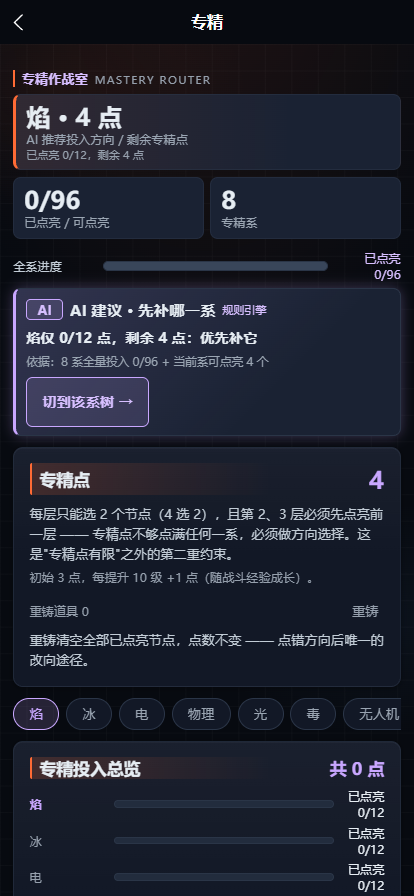 专精
专精作战室 MASTERY ROUTER
焰 · 4 点
AI 推荐投入方向 / 剩余专精点
已点亮 0/12，剩余 4 点
0/96
已点亮 / 可点亮
8
专精系
全系进度
已点亮
0/96
AI AI 建议 · 先补哪一系 规则引擎
焰仅 0/12 点，剩余 4 点：优先补它
依据：8 系全量投入 0/96 + 当前系可点亮 4 个
切到该系树 →
专精点 4
每层只能选 2 个节点（4 选 2），且第 2、3 层必须先点亮前
一层 —— 专精点不够点满任何一系，必须做方向选择。这
是"专精点有限"之外的第二重约束。
初始 3 点，每提升 10 级 +1 点（随战斗经验成长）。
重铸道具 0 重铸
重铸清空全部已点亮节点，点数不变 —— 点错方向后唯一的
改向途径。
焰 冰 电 物理 光 毒 无人机
专精投入总览 共 0 点
焰
已点亮
0/12
冰
已点亮
0/12
电
已点亮
0/12